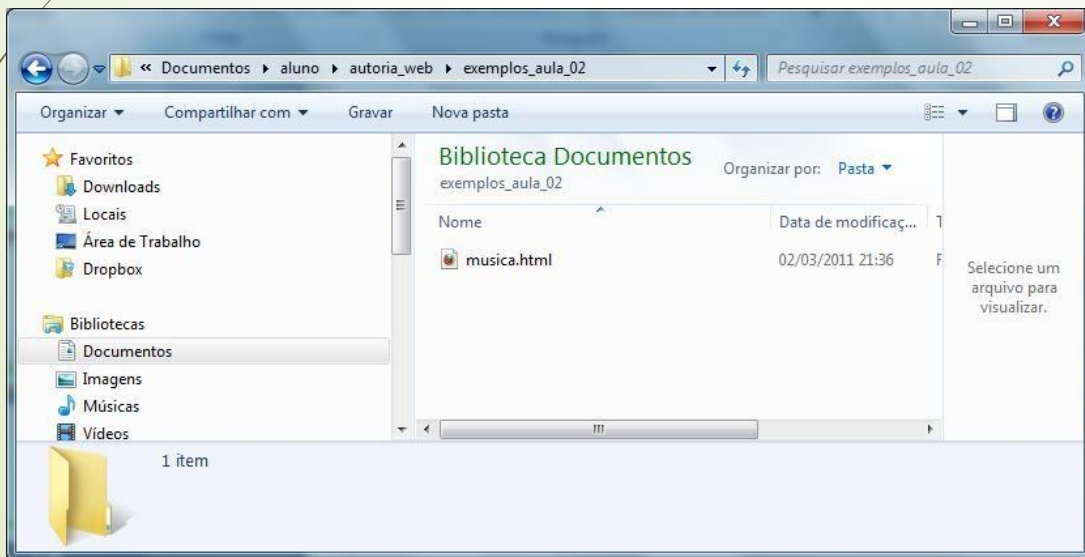 « Documentos ▸ aluno ▸ autoria_web ▸ exemplos_aula_02
Pesquisar exemplos_aula_02
Organizar Compartilhar com Gravar Nova pasta
Favoritos
Downloads
Locais
Área de Trabalho
Dropbox
Bibliotecas
Documentos
Imagens
Músicas
Vídeos
Biblioteca Documentos
exemplos_aula_02
Organizar por: Pasta
Nome Data de modificaç... T
musica.html 02/03/2011 21:36 F
Selecione um
arquivo para
visualizar.
1 item